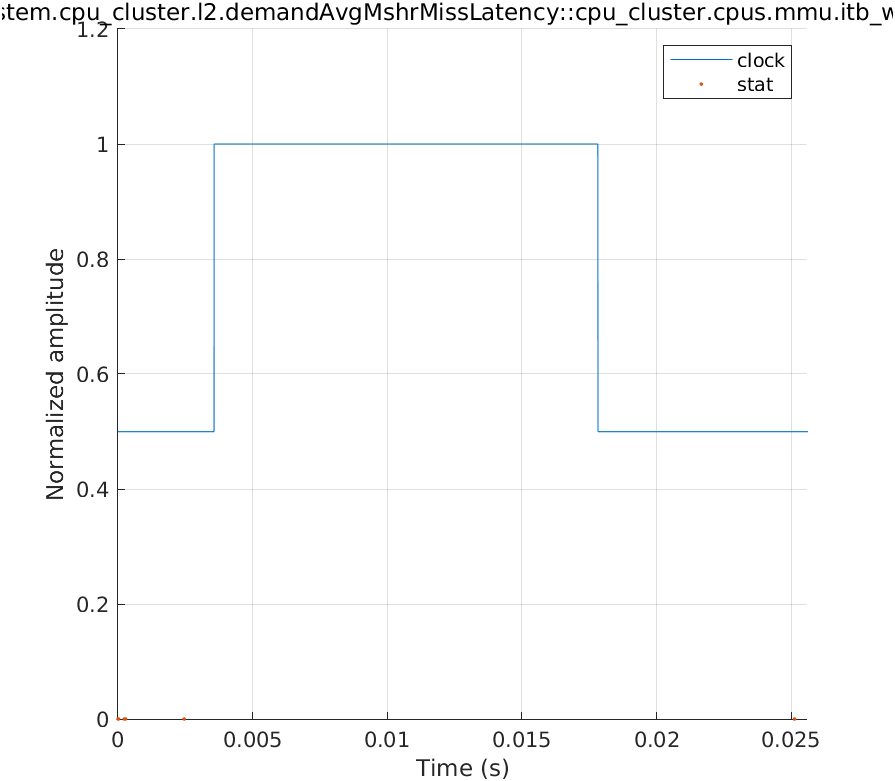 stem.cpu_cluster.l2.demandAvgMshrMissLatency::cpu_cluster.cpus.mmu.itb_w
1.2
clock
stat
1
0.8
0.6
0.4
0.2
0
Normalized amplitude
0
0.005
0.01
0.015
0.02
0.025
Time (s)